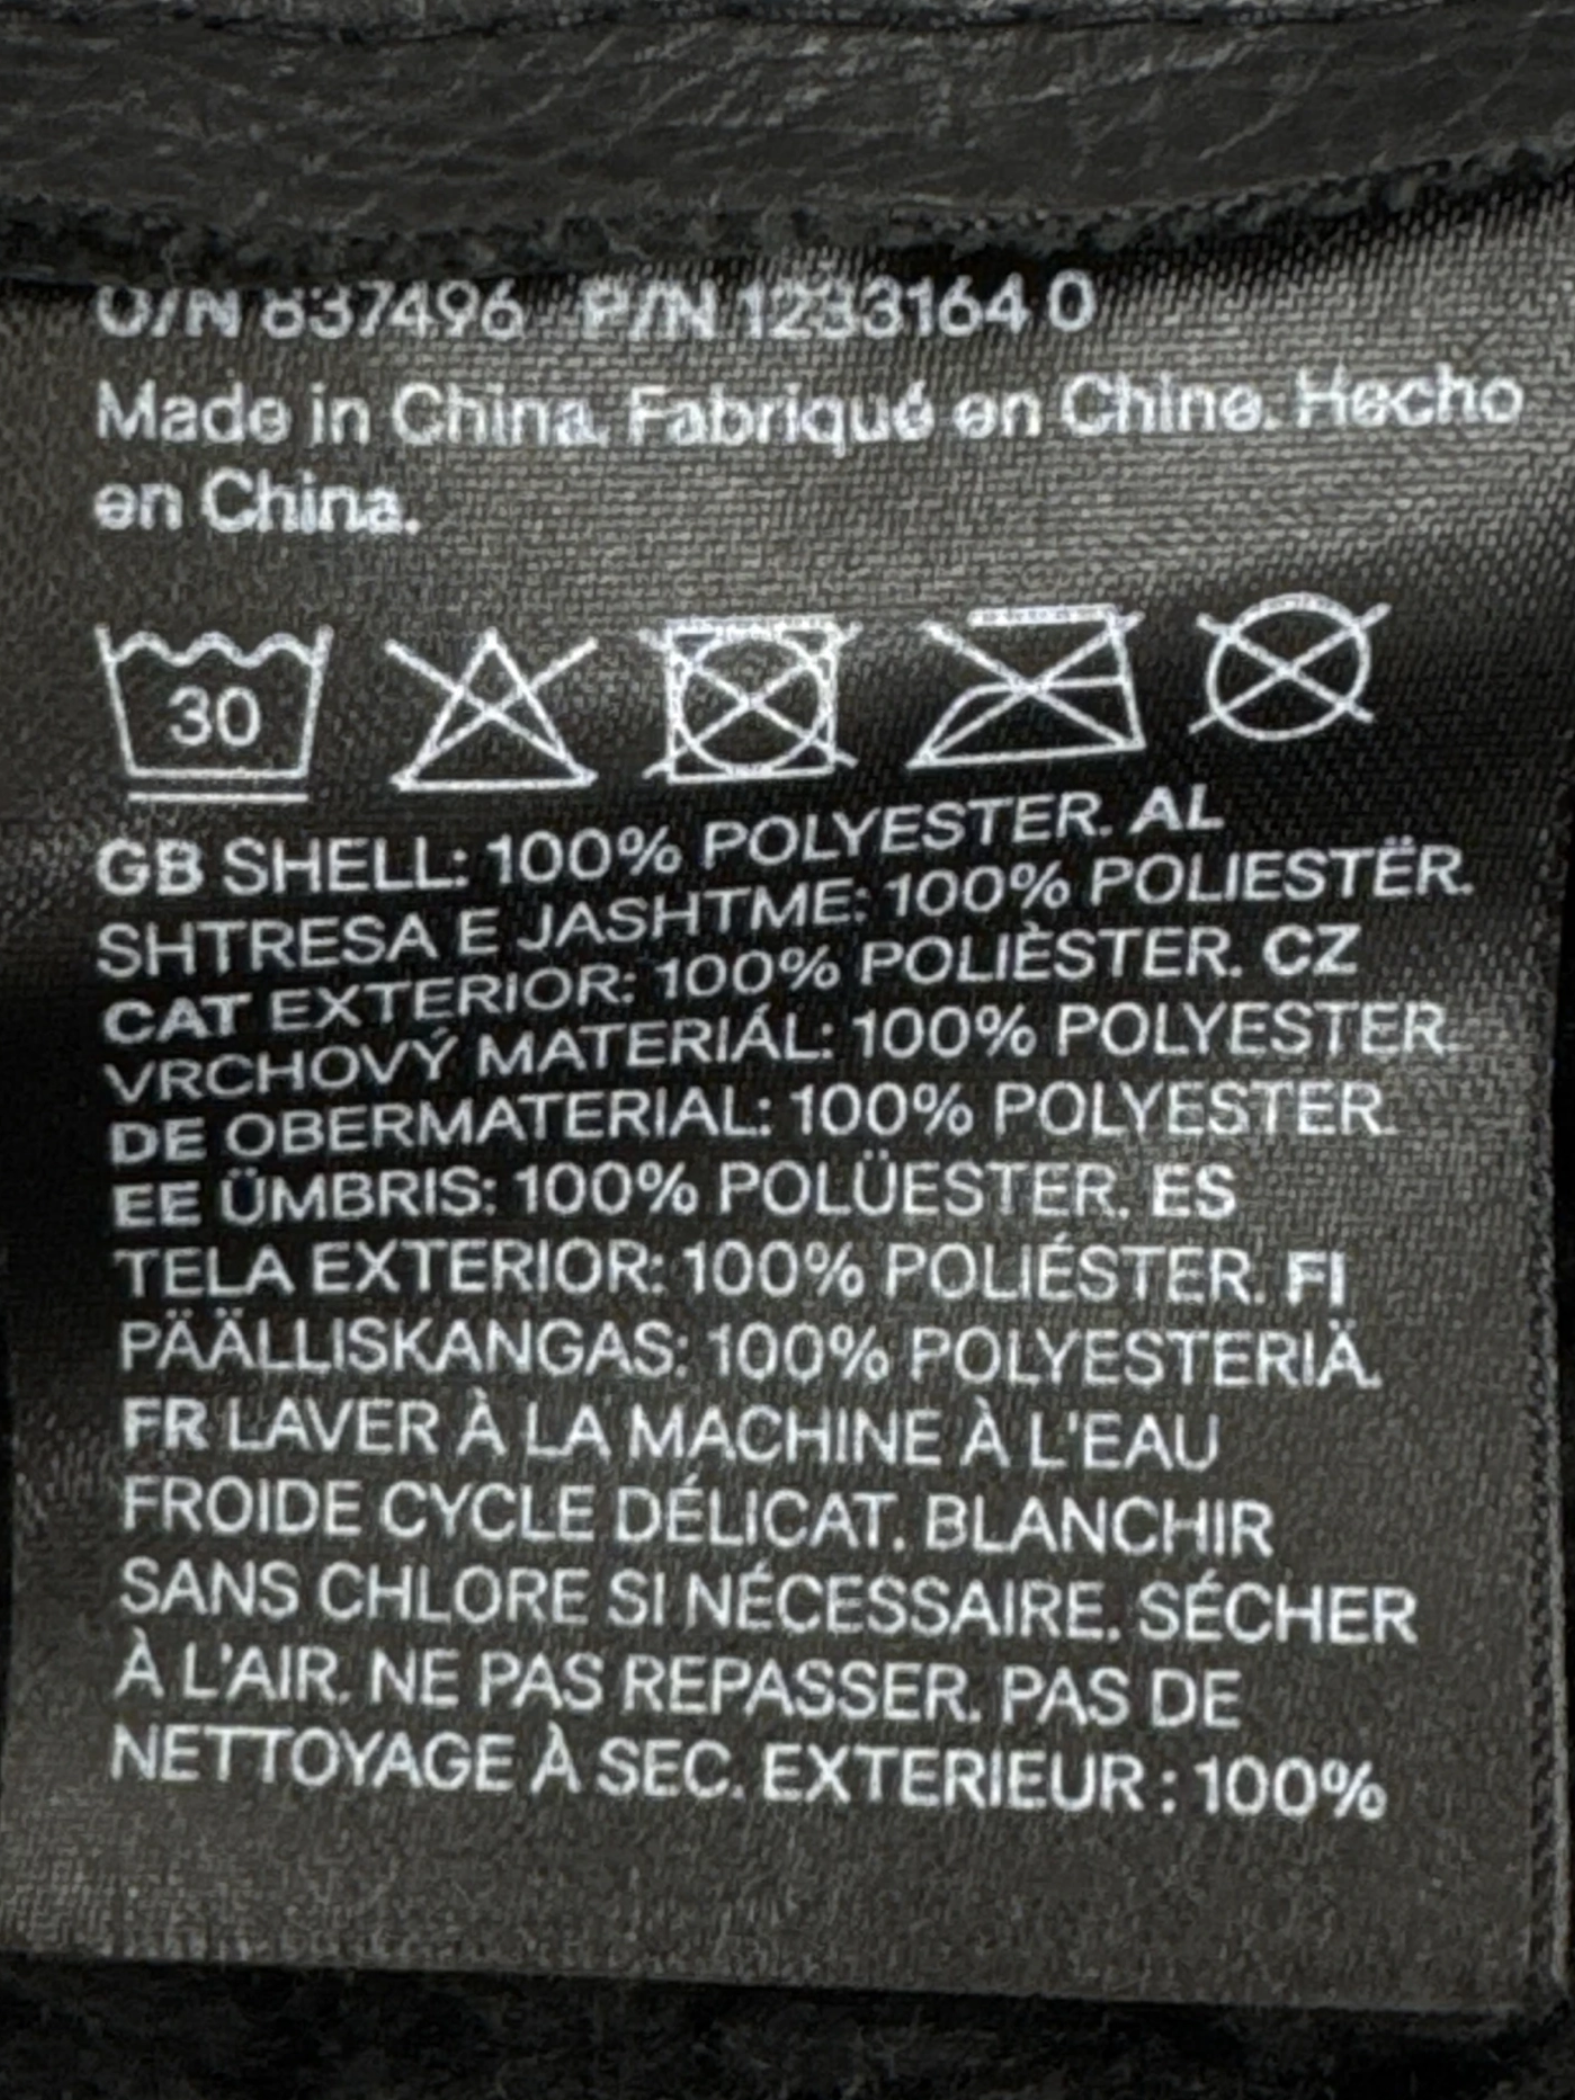 O/N 837496 P/N 1233164 0
Made in China. Fabriqué en Chine. Hecho
en China.
30
GB SHELL: 100% POLYESTER. AL
SHTRESA E JASHTME: 100% POLIESTËR.
CAT EXTERIOR: 100% POLIÈSTER. CZ
VRCHOVÝ MATERIÁL: 100% POLYESTER.
DE OBERMATERIAL: 100% POLYESTER.
EE ÜMBRIS: 100% POLÜESTER. ES
TELA EXTERIOR: 100% POLIÉSTER. FI
PÄÄLLISKANGAS: 100% POLYESTERIÄ.
FR LAVER À LA MACHINE À L'EAU
FROIDE CYCLE DÉLICAT. BLANCHIR
SANS CHLORE SI NÉCESSAIRE. SÉCHER
À L'AIR. NE PAS REPASSER. PAS DE
NETTOYAGE À SEC. EXTERIEUR : 100%